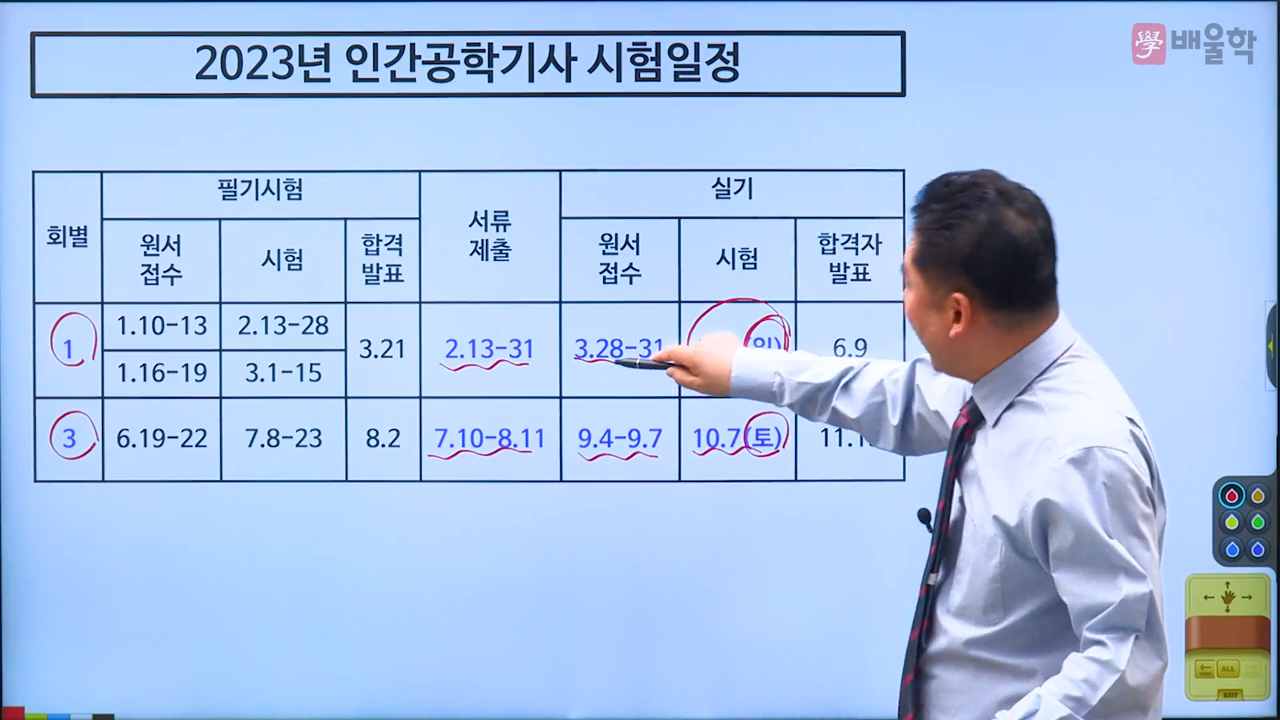 2023년 인간공학기사 시험일정
學 배울학
회별
필기시험
서류
제출
실기
원서
접수
시험
합격
발표
원서
접수
시험
합격자
발표
1
1.10-13
2.13-28
1.16-19
3.1-15
3.21
2.13-31
3.28-31
(일)
6.9
3
6.19-22
7.8-23
8.2
7.10-8.11
9.4-9.7
10.7(토)
ALL
EXIT